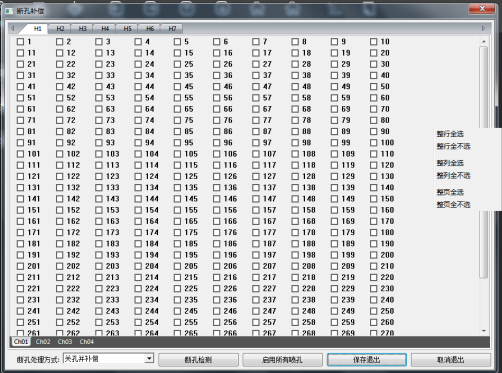 断孔补偿
H1 H2 H3 H4 H5 H6 H7
1 2 3 4 5 6 7 8 9 10
11 12 13 14 15 16 17 18 19 20
21 22 23 24 25 26 27 28 29 30
31 32 33 34 35 36 37 38 39 40
41 42 43 44 45 46 47 48 49 50
51 52 53 54 55 56 57 58 59 60
61 62 63 64 65 66 67 68 69 70
71 72 73 74 75 76 77 78 79 80
81 82 83 84 85 86 87 88 89 90
91 92 93 94 95 96 97 98 99 100
101 102 103 104 105 106 107 108 109 110
111 112 113 114 115 116 117 118 119 120
121 122 123 124 125 126 127 128 129 130
131 132 133 134 135 136 137 138 139 140
141 142 143 144 145 146 147 148 149 150
151 152 153 154 155 156 157 158 159 160
161 162 163 164 165 166 167 168 169 170
171 172 173 174 175 176 177 178 179 180
181 182 183 184 185 186 187 188 189 190
191 192 193 194 195 196 197 198 199 200
201 202 203 204 205 206 207 208 209 210
211 212 213 214 215 216 217 218 219 220
221 222 223 224 225 226 227 228 229 230
231 232 233 234 235 236 237 238 239 240
241 242 243 244 245 246 247 248 249 250
251 252 253 254 255 256 257 258 259 260
261 262 263 264 265 266 267 268 269 270
整行全选
整行全不选
整列全选
整列全不选
整页全选
整页全不选
Ch01 Ch02 Ch03 Ch04
断孔处理方式: 关孔并补偿 断孔检测 启用所有喷孔 保存退出 取消退出